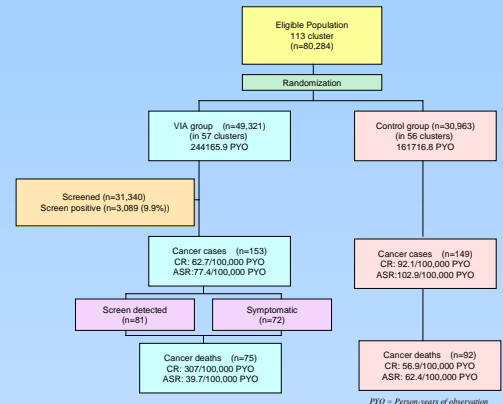 Eligible Population
113 cluster
(n=80,284)
Randomization
VIA group (n=49,321)
(in 57 clusters)
244165.9 PYO
Control group (n=30,963)
(in 56 clusters)
161716.8 PYO
Screened (n=31,340)
Screen positive (n=3,089 (9.9%))
Cancer cases (n=153)
CR: 62.7/100,000 PYO
ASR:77.4/100,000 PYO
Cancer cases (n=149)
CR: 92.1/100,000 PYO
ASR:102.9/100,000 PYO
Screen detected
(n=81)
Symptomatic
(n=72)
Cancer deaths (n=75)
CR: 307/100,000 PYO
ASR: 39.7/100,000 PYO
Cancer deaths (n=92)
CR: 56.9/100,000 PYO
ASR: 62.4/100,000 PYO
PYO = Person-years of observation